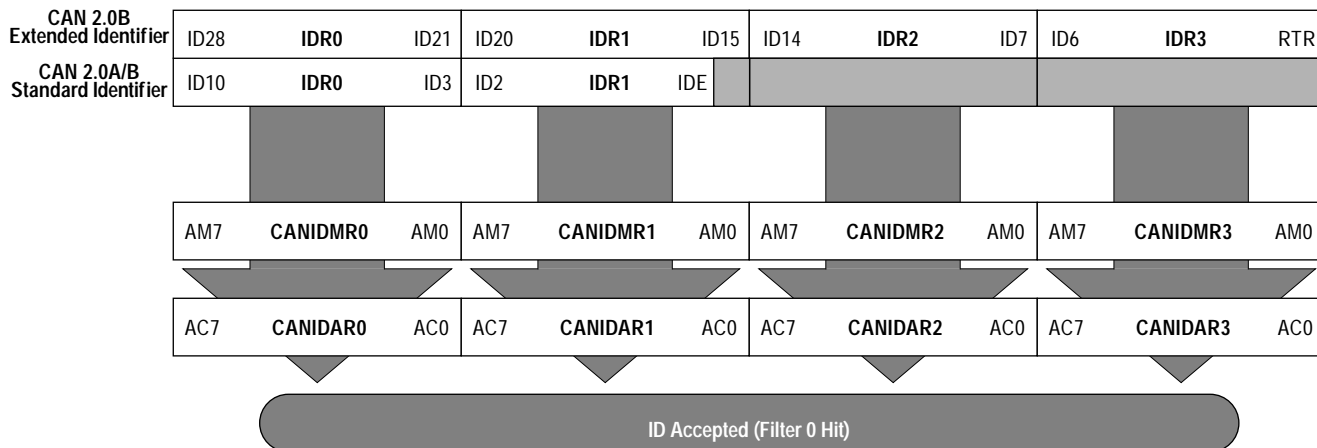 CAN 2.0B
Extended Identifier
ID28 IDR0 ID21 ID20 IDR1 ID15 ID14 IDR2 ID7 ID6 IDR3 RTR
CAN 2.0A/B
Standard Identifier
ID10 IDR0 ID3 ID2 IDR1 IDE
AM7 CANIDMR0 AM0 AM7 CANIDMR1 AM0 AM7 CANIDMR2 AM0 AM7 CANIDMR3 AM0
AC7 CANIDAR0 AC0 AC7 CANIDAR1 AC0 AC7 CANIDAR2 AC0 AC7 CANIDAR3 AC0
ID Accepted (Filter 0 Hit)